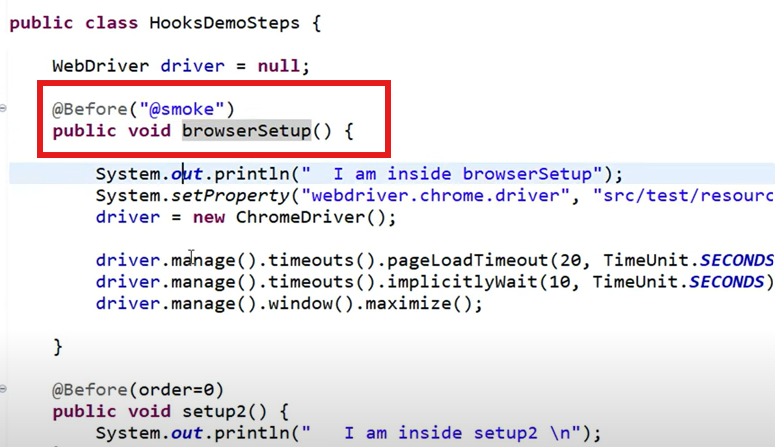 public class HooksDemoSteps {
WebDriver driver = null;
@Before("@smoke")
public void browserSetup() {
System.out.println("  I am inside browserSetup");
System.setProperty("webdriver.chrome.driver", "src/test/resourc
driver = new ChromeDriver();
driver.manage().timeouts().pageLoadTimeout(20, TimeUnit.SECONDS
driver.manage().timeouts().implicitlyWait(10, TimeUnit.SECONDS)
driver.manage().window().maximize();
}
@Before(order=0)
public void setup2() {
System.out.println("   I am inside setup2 \n");